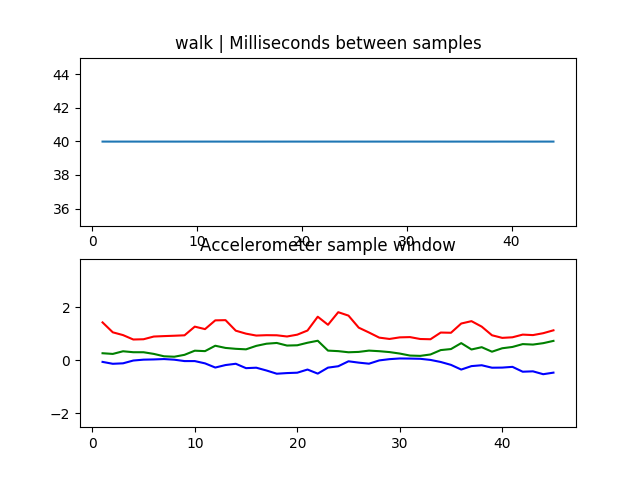 walk | Milliseconds between samples
44
42
40
38
36
0 10 20 30 40
Accelerometer sample window
2
0
−2
0 10 20 30 40